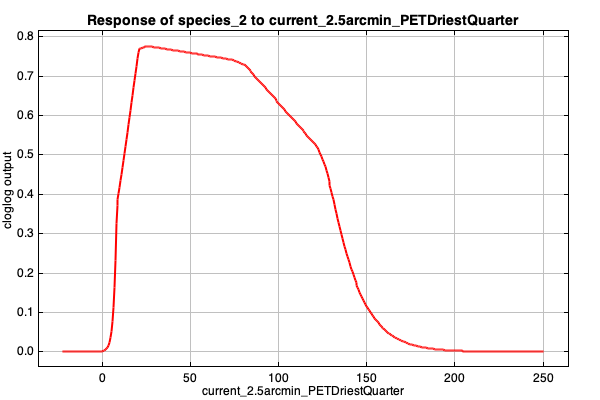 Response of species_2 to current_2.5arcmin_PETDriestQuarter
0.8
0.7
0.6
0.5
0.4
0.3
0.2
0.1
0.0
cloglog output
0 50 100 150 200 250
current_2.5arcmin_PETDriestQuarter